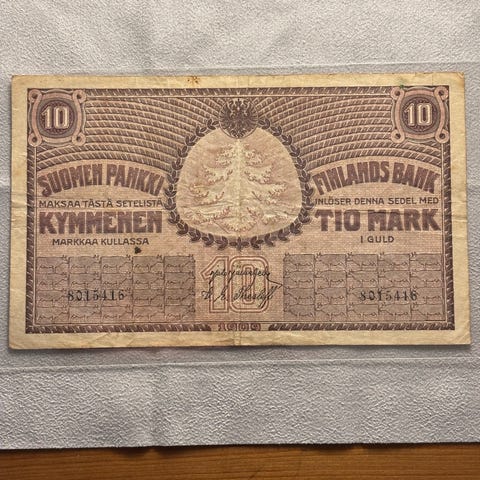 10
10
SUOMEN PANKKI
MAKSAA TÄSTÄ SETELISTÄ
KYMMENEN
MARKKAA KULLASSA
FINLANDS BANK
INLÖSER DENNA SEDEL MED
TIO MARK
I GULD
8015416
10
8015416
1909